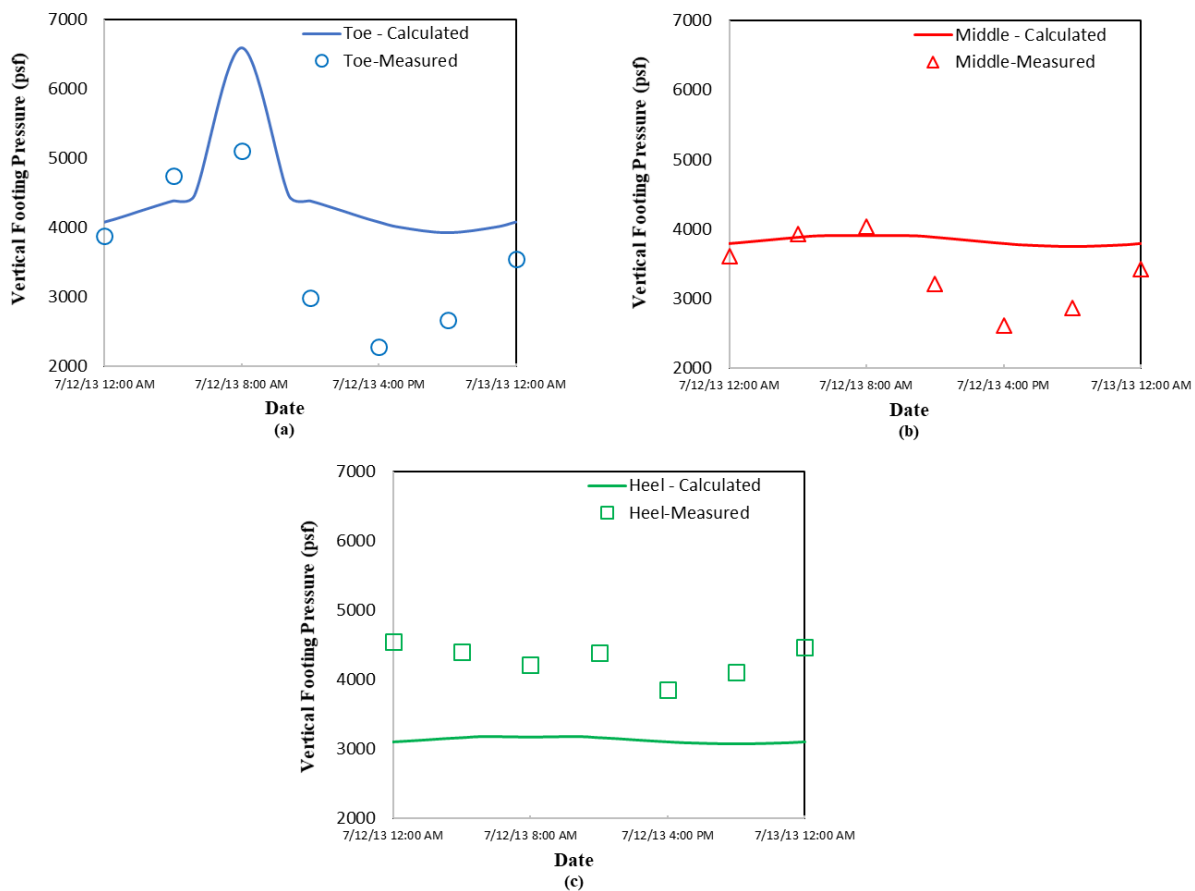 Vertical Footing Pressure (psf)
7000
6000
5000
4000
3000
2000
Toe - Calculated
Toe-Measured
7/12/13 12:00 AM
7/12/13 8:00 AM
7/12/13 4:00 PM
7/13/13 12:00 AM
Date
(a)
Vertical Footing Pressure (psf)
7000
6000
5000
4000
3000
2000
Middle - Calculated
Middle-Measured
7/12/13 12:00 AM
7/12/13 8:00 AM
7/12/13 4:00 PM
7/13/13 12:00 AM
Date
(b)
Vertical Footing Pressure (psf)
7000
6000
5000
4000
3000
2000
Heel - Calculated
Heel-Measured
7/12/13 12:00 AM
7/12/13 8:00 AM
7/12/13 4:00 PM
7/13/13 12:00 AM
Date
(c)